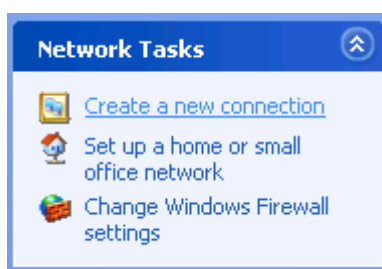 Network Tasks
Create a new connection
Set up a home or small
office network
Change Windows Firewall
settings